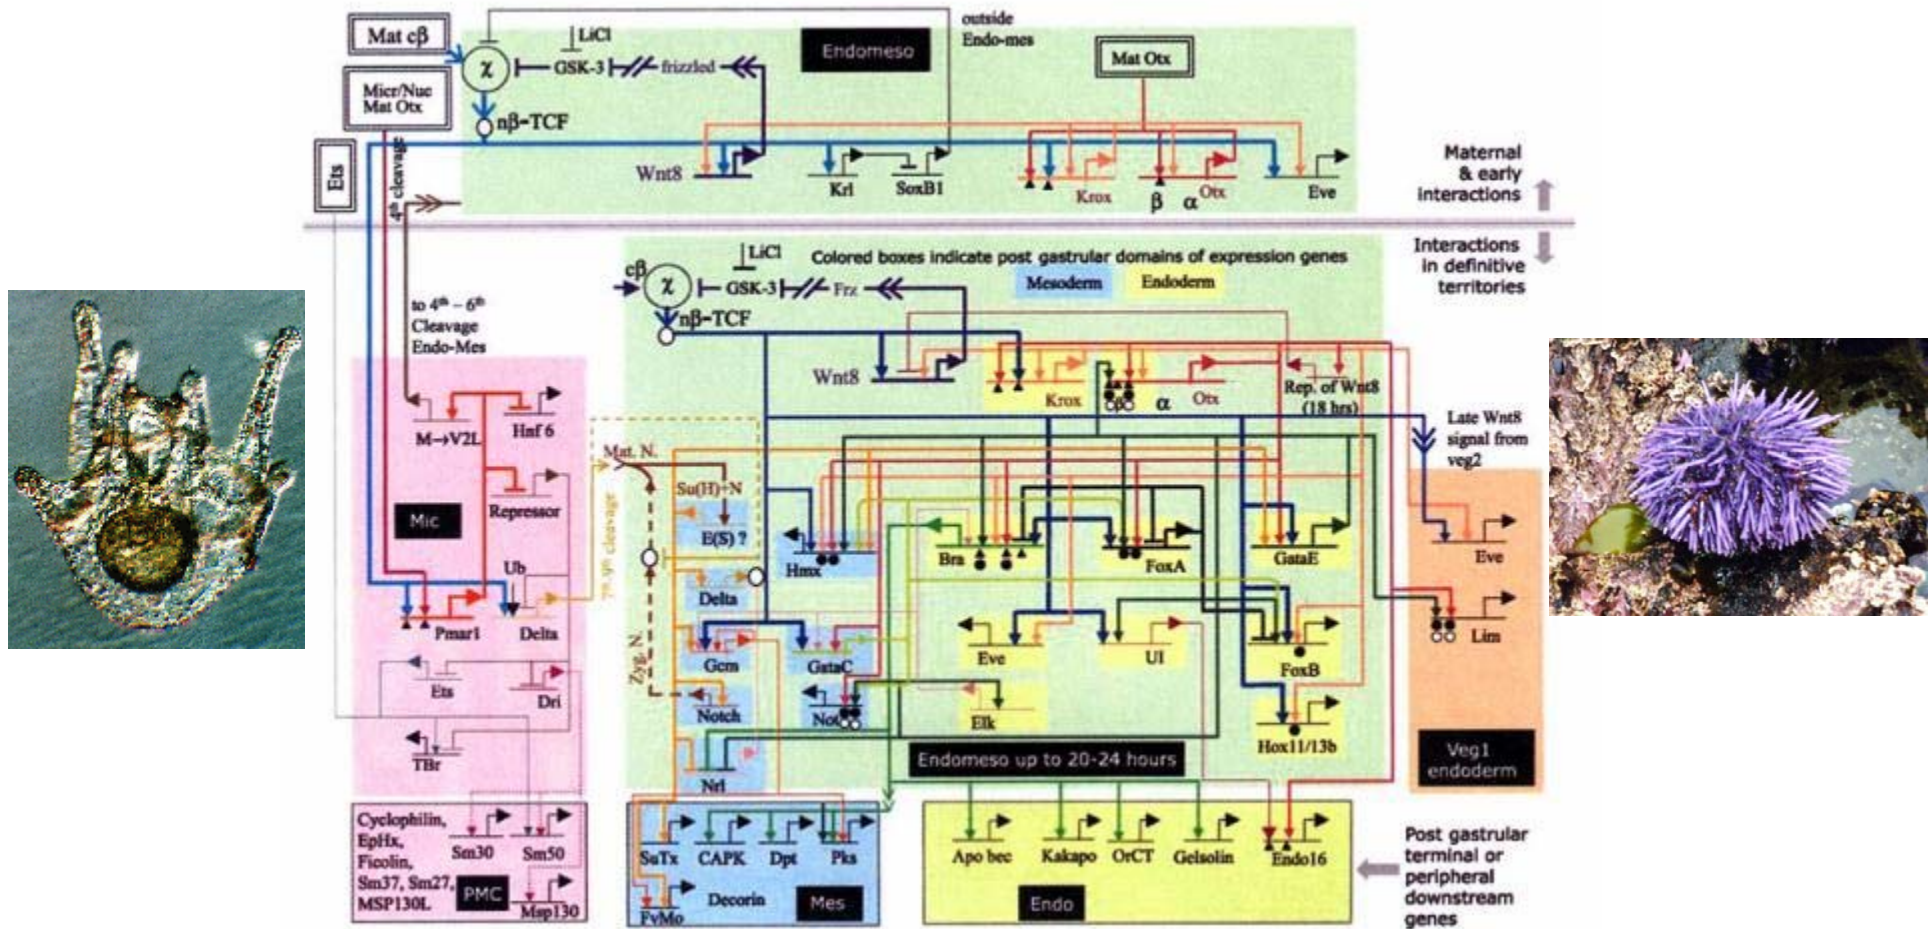 Mat cβ
LiCl
outside
Endo-mes
χ
GSK-3
frizzled
Endomeso
Mat Otx
Micr/Nuc
Mat Otx
nβ-TCF
Ets
4th cleavage
Wnt8
Krl
SoxB1
Krox
β
α
Otx
Eve
Maternal
& early
interactions
Interactions
in definitive
territories
Colored boxes indicate post gastrular domains of expression genes
cβ
LiCl
χ
GSK-3
Frz
Mesoderm
Endoderm
nβ-TCF
to 4th – 6th
Cleavage
Endo-Mes
Wnt8
Krox
α
Otx
Rep. of Wnt8
(18 hrs)
Late Wnt8
signal from
veg2
M→V2L
Hnf 6
Mat. N.
Su(H)+N
Repressor
Mic
E(S) ?
Hmx
Bra
FoxA
GataE
Eve
Ub
Delta
Pmar1
Delta
Lim
Zyg. N.
Gcm
GataC
Eve
UI
FoxB
Ets
Dri
Notch
Not
Elk
TBr
Hox11/13b
Nrl
Endomeso up to 20-24 hours
Veg1
endoderm
Cyclophilin,
EpHx,
Ficolin,
Sm37, Sm27,
MSP130L
Sm30
Sm50
PMC
Msp130
SuTx
CAPK
Dpt
Pks
FvMo
Decorin
Mes
Apo bec
Kakapo
OrCT
Gelsolin
Endo16
Endo
Post gastrular
terminal or
peripheral
downstream
genes